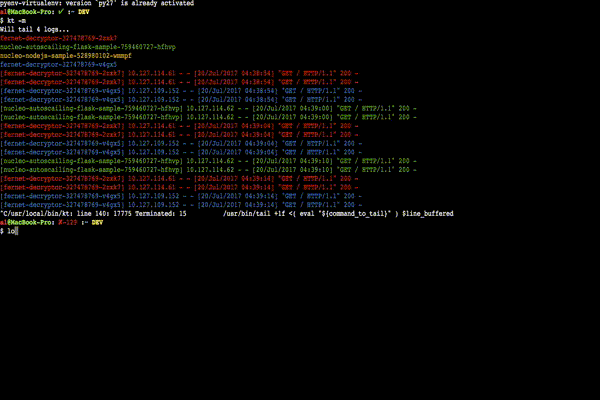 pyenv-virtualenv: version `py27' is already activated
al@MacBook-Pro: ✓ :~ DEV
$ kt -m
Will tail 4 logs...
fernet-decryptor-327478769-2zxk7
nucleo-autoscailing-flask-sample-759460727-hfhvp
nucleo-nodejs-sample-528980102-wmmpf
fernet-decryptor-327478769-v4gx5
[fernet-decryptor-327478769-2zxk7] 10.127.114.61 - - [20/Jul/2017 04:38:54] "GET / HTTP/1.1" 200 -
[fernet-decryptor-327478769-2zxk7] 10.127.114.61 - - [20/Jul/2017 04:38:54] "GET / HTTP/1.1" 200 -
[fernet-decryptor-327478769-v4gx5] 10.127.109.152 - - [20/Jul/2017 04:38:54] "GET / HTTP/1.1" 200 -
[fernet-decryptor-327478769-v4gx5] 10.127.109.152 - - [20/Jul/2017 04:38:54] "GET / HTTP/1.1" 200 -
[nucleo-autoscailing-flask-sample-759460727-hfhvp] 10.127.114.62 - - [20/Jul/2017 04:39:00] "GET / HTTP/1.1" 200 -
[nucleo-autoscailing-flask-sample-759460727-hfhvp] 10.127.114.62 - - [20/Jul/2017 04:39:00] "GET / HTTP/1.1" 200 -
[fernet-decryptor-327478769-2zxk7] 10.127.114.61 - - [20/Jul/2017 04:39:04] "GET / HTTP/1.1" 200 -
[fernet-decryptor-327478769-2zxk7] 10.127.114.61 - - [20/Jul/2017 04:39:04] "GET / HTTP/1.1" 200 -
[fernet-decryptor-327478769-v4gx5] 10.127.109.152 - - [20/Jul/2017 04:39:04] "GET / HTTP/1.1" 200 -
[fernet-decryptor-327478769-v4gx5] 10.127.109.152 - - [20/Jul/2017 04:39:04] "GET / HTTP/1.1" 200 -
[nucleo-autoscailing-flask-sample-759460727-hfhvp] 10.127.114.62 - - [20/Jul/2017 04:39:10] "GET / HTTP/1.1" 200 -
[nucleo-autoscailing-flask-sample-759460727-hfhvp] 10.127.114.62 - - [20/Jul/2017 04:39:10] "GET / HTTP/1.1" 200 -
[fernet-decryptor-327478769-2zxk7] 10.127.114.61 - - [20/Jul/2017 04:39:14] "GET / HTTP/1.1" 200 -
[fernet-decryptor-327478769-2zxk7] 10.127.114.61 - - [20/Jul/2017 04:39:14] "GET / HTTP/1.1" 200 -
[fernet-decryptor-327478769-v4gx5] 10.127.109.152 - - [20/Jul/2017 04:39:14] "GET / HTTP/1.1" 200 -
[fernet-decryptor-327478769-v4gx5] 10.127.109.152 - - [20/Jul/2017 04:39:14] "GET / HTTP/1.1" 200 -
^C/usr/local/bin/kt: line 140: 17775 Terminated: 15 /usr/bin/tail +1f <( eval "${command_to_tail}" ) $line_buffered
al@MacBook-Pro: ✘-129 :~ DEV
$ lo